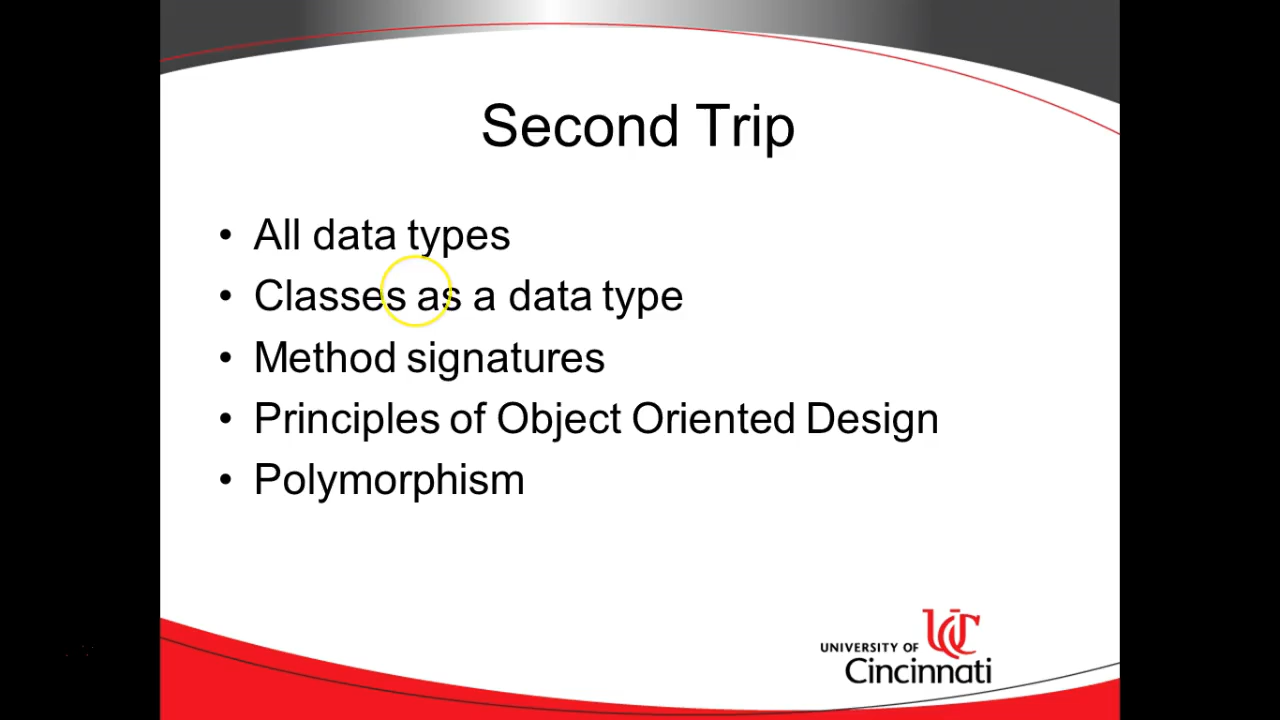 Second Trip
• All data types
• Classes as a data type
• Method signatures
• Principles of Object Oriented Design
• Polymorphism
UC
UNIVERSITY OF
Cincinnati